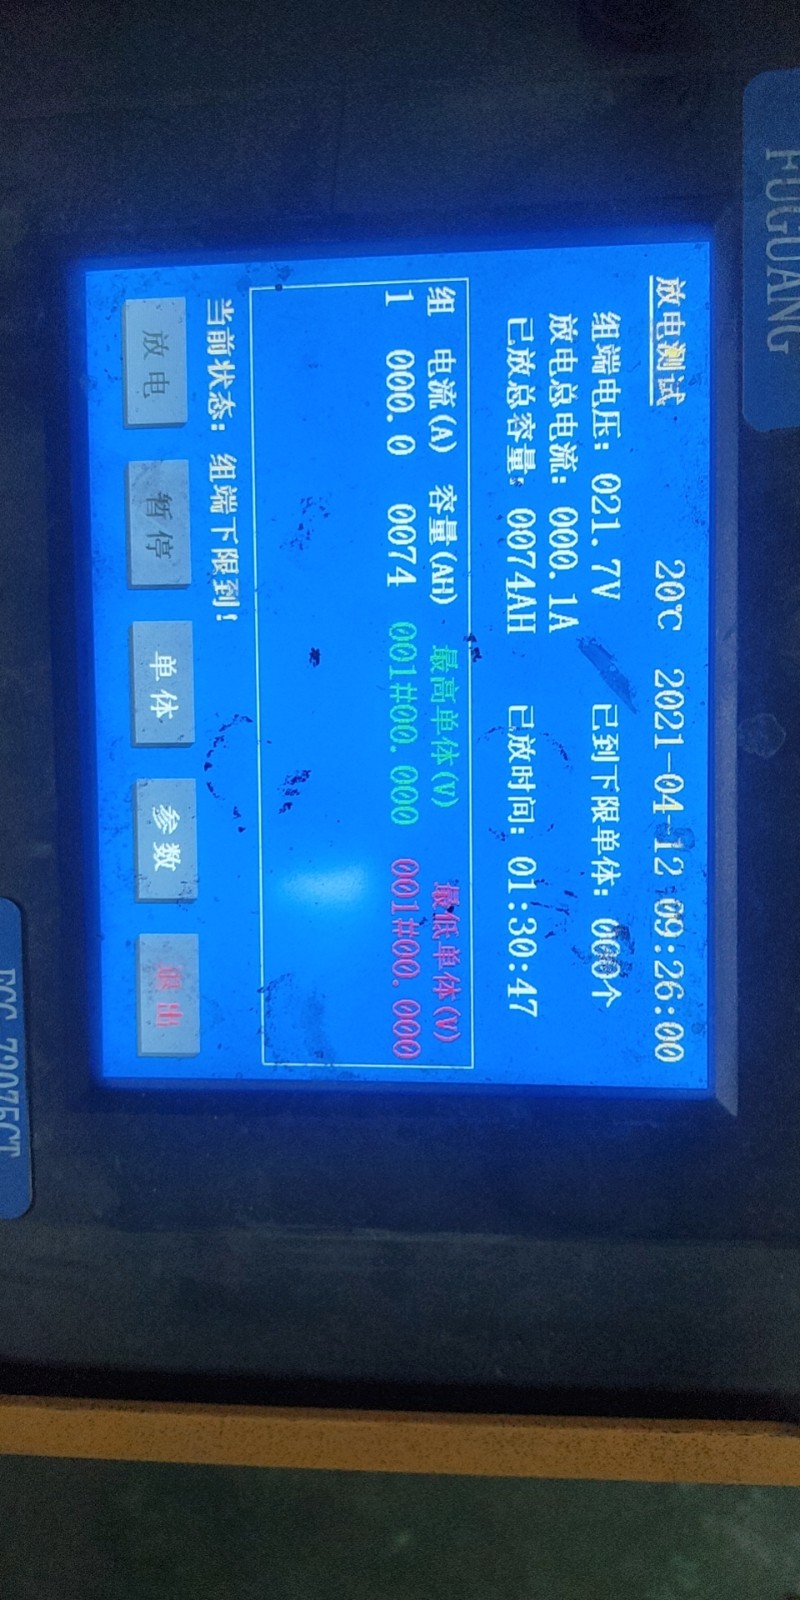 FUGUANG
放电测试 20℃ 2021-04-12 09:26:00
组端电压: 021.7V 已到下限单体: 000个
放电总电流: 000.1A
已放总容量: 0074AH 已放时间: 01:30:47
组 电流(A) 容量(AH) 最高单体(V) 最低单体(V)
1 000.0 0074 001#00.000 001#00.000
当前状态: 组端下限到!
放电 暂停 单体 参数 退出